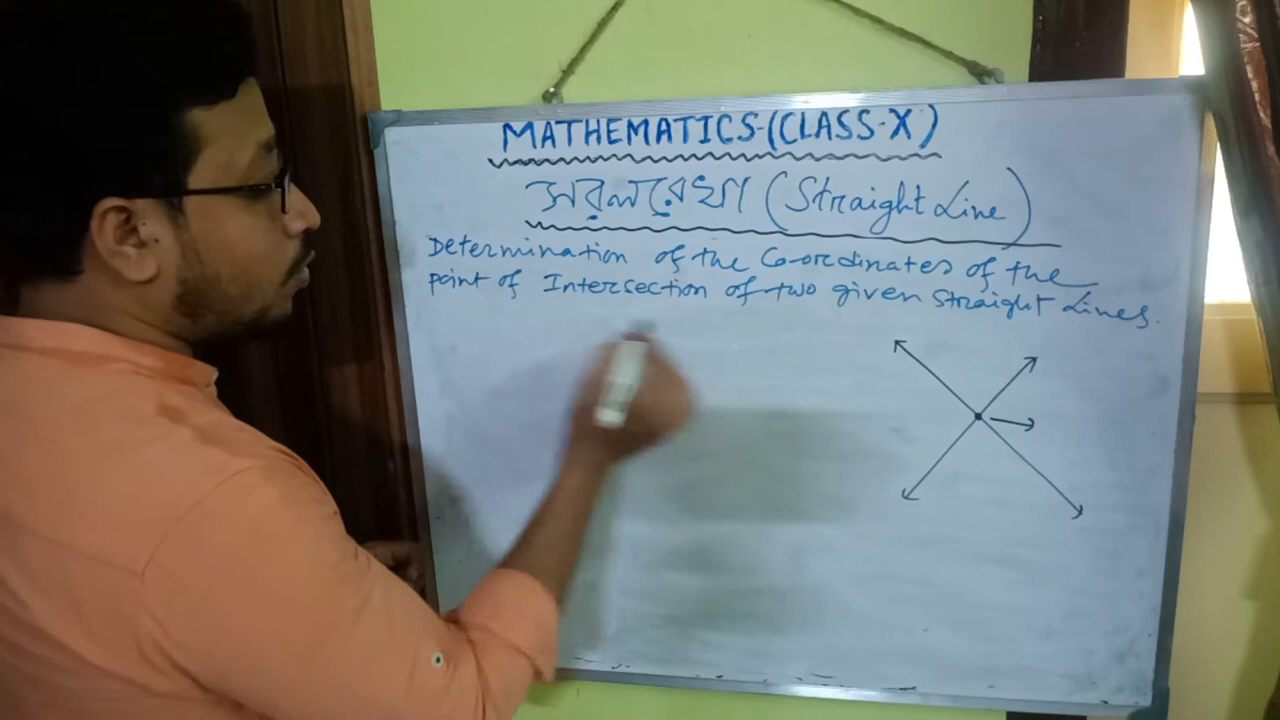 MATHEMATICS-(CLASS-X)
সরলরেখা (Straight Line)
Determination of the Co-ordinates of the
point of Intersection of two given Straight Lines.